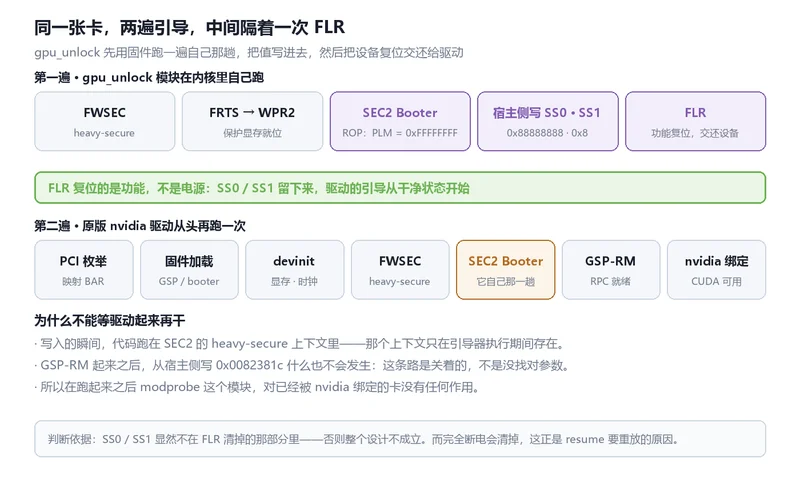 同一张卡，两遍引导，中间隔着一次 FLR
gpu_unlock 先用固件跑一遍自己那趟，把值写进去，然后把设备复位交还给驱动
第一遍 · gpu_unlock 模块在内核里自己跑
FWSEC
heavy-secure
FRTS → WPR2
保护显存就位
SEC2 Booter
ROP：PLM = 0xFFFFFFFF
宿主侧写 SS0 · SS1
0x88888888 · 0x8
FLR
功能复位，交还设备
FLR 复位的是功能，不是电源：SS0 / SS1 留下来，驱动的引导从干净状态开始
第二遍 · 原版 nvidia 驱动从头再跑一次
PCI 枚举
映射 BAR
固件加载
GSP / booter
devinit
显存 · 时钟
FWSEC
heavy-secure
SEC2 Booter
它自己那一趟
GSP-RM
RPC 就绪
nvidia 绑定
CUDA 可用
为什么不能等驱动起来再干
· 写入的瞬间，代码跑在 SEC2 的 heavy-secure 上下文里——那个上下文只在引导器执行期间存在。
· GSP-RM 起来之后，从宿主侧写 0x0082381c 什么也不会发生：这条路是关着的，不是没找对参数。
· 所以在跑起来之后 modprobe 这个模块，对已经被 nvidia 绑定的卡没有任何作用。
判断依据：SS0 / SS1 显然不在 FLR 清掉的那部分里——否则整个设计不成立。而完全断电会清掉，这正是 resume 要重放的原因。